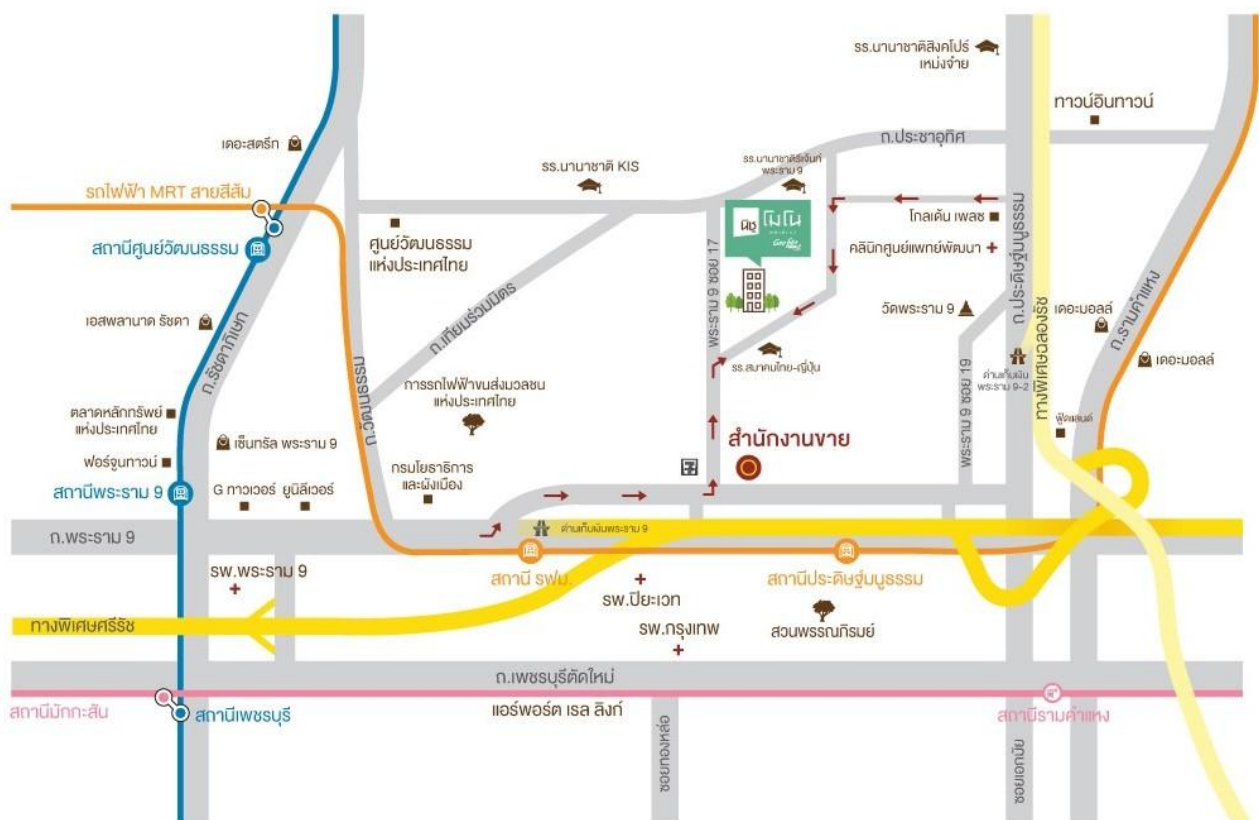 รร.นานาชาติสิงคโปร์
เหม่งจ๋าย
ทาวน์อินทาวน์
ถ.ประชาอุทิศ
เดอะสตรีท
รร.นานาชาติ KIS
รร.นานาชาติรีเจ้นท์
พระราม 9
รถไฟฟ้า MRT สายสีส้ม
สถานีศูนย์วัฒนธรรม
ศูนย์วัฒนธรรม
แห่งประเทศไทย
นิช
โมโน
โกลเด้น เพลซ
คลินิกศูนย์แพทย์พัฒนา
ถ.ประดิษฐ์มนูธรรม
ทางพิเศษฉลองรัช
ถ.รามคำแหง
พระราม 9 ซอย 17
เอสพลานาด รัชดา
ถ.รัชดาภิเษก
ถ.เทียมร่วมมิตร
วัดพระราม 9
เดอะมอลล์
เดอะมอลล์
ด่านเก็บเงิน
พระราม 9-2
รร.สมาคมไทย-ญี่ปุ่น
ถ.วัฒนธรรม
การรถไฟฟ้าขนส่งมวลชน
แห่งประเทศไทย
พระราม 9 ซอย 19
ตลาดหลักทรัพย์
แห่งประเทศไทย
เซ็นทรัล พระราม 9
ฟู้ดแลนด์
สำนักงานขาย
ฟอร์จูนทาวน์
สถานีพระราม 9
G ทาวเวอร์
ยูนิลีเวอร์
กรมโยธาธิการ
และผังเมือง
7
ด่านเก็บเงินพระราม 9
ถ.พระราม 9
สถานี รฟม.
สถานีประดิษฐ์มนูธรรม
รพ.พระราม 9
รพ.ปิยะเวท
รพ.กรุงเทพ
สวนพรรณภิรมย์
ทางพิเศษศรีรัช
ถ.เพชรบุรีตัดใหม่
สถานีมักกะสัน
สถานีเพชรบุรี
แอร์พอร์ต เรล ลิงก์
สถานีรามคำแหง
ซอยทองหล่อ
ซอยเอกมัย